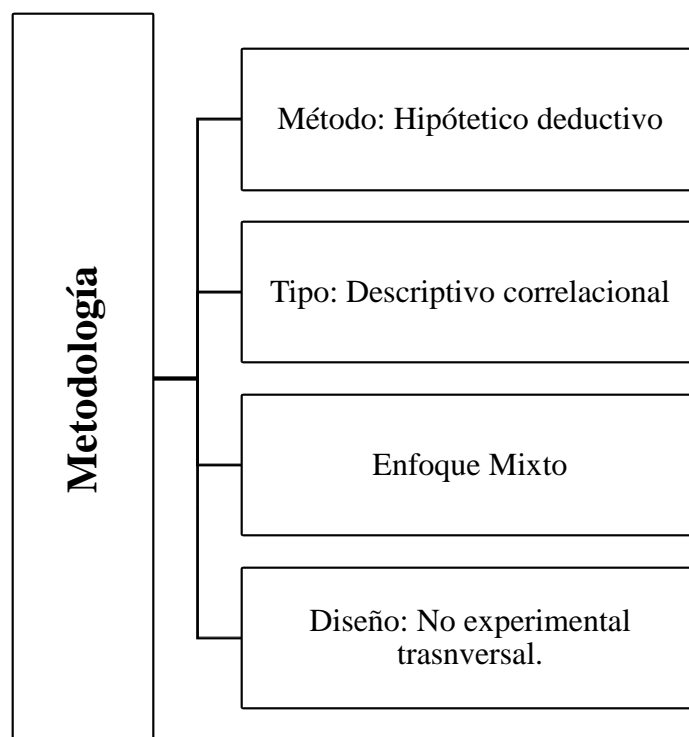 Metodología
Método: Hipótetico deductivo
Tipo: Descriptivo correlacional
Enfoque Mixto
Diseño: No experimental
trasnversal.